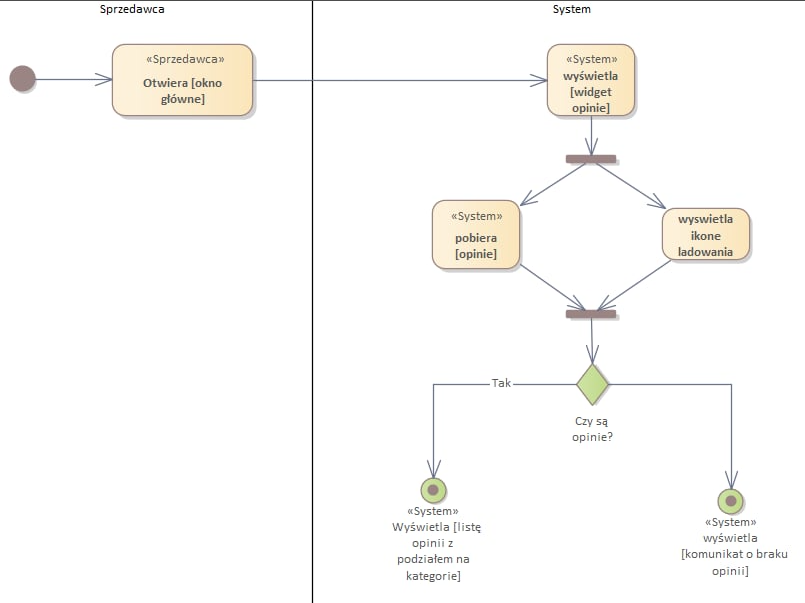 Sprzedawca
System
«Sprzedawca»
Otwiera [okno
główne]
«System»
wyświetla
[widget
opinie]
«System»
pobiera
[opinie]
wyswietla
ikone
ladowania
Tak
Czy są
opinie?
«System»
Wyświetla [listę
opinii z
podziałem na
kategorie]
«System»
wyświetla
[komunikat o braku
opinii]